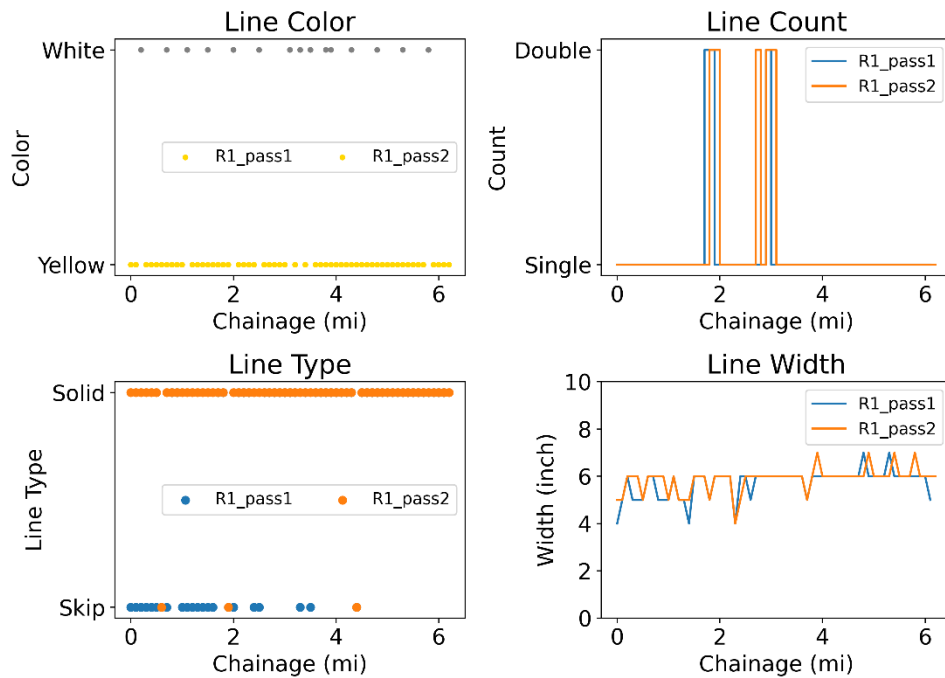 Line Color
White
Yellow
Color
R1_pass1 R1_pass2
0 2 4 6
Chainage (mi)
Line Count
Double
Single
Count
R1_pass1
R1_pass2
0 2 4 6
Chainage (mi)
Line Type
Solid
Skip
Line Type
R1_pass1 R1_pass2
0 2 4 6
Chainage (mi)
Line Width
10
8
6
4
2
0
Width (inch)
R1_pass1
R1_pass2
0 2 4 6
Chainage (mi)